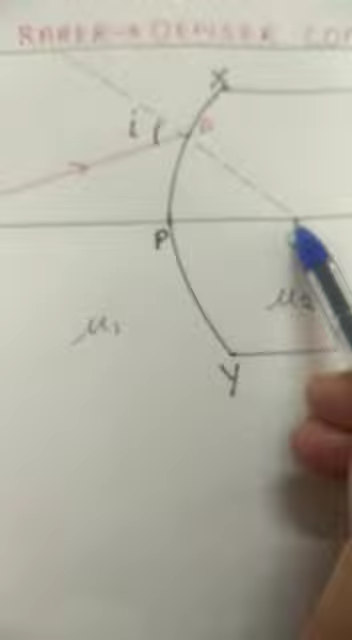 RARER → DENSER
X
i
P
μ₂
μ₁
Y